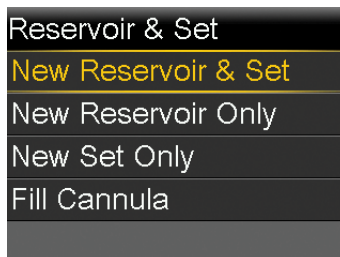 Reservoir & Set
New Reservoir & Set
New Reservoir Only
New Set Only
Fill Cannula